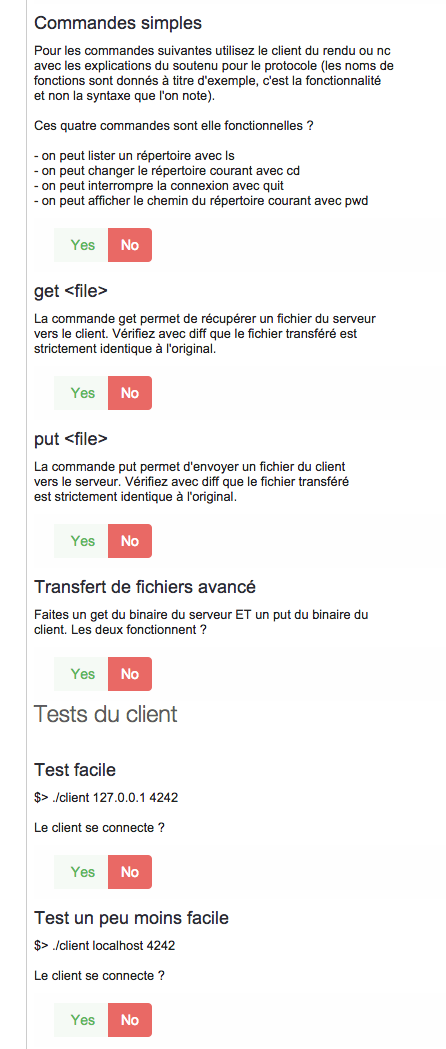 Commandes simples
Pour les commandes suivantes utilisez le client du rendu ou nc
avec les explications du soutenu pour le protocole (les noms de
fonctions sont donnés à titre d'exemple, c'est la fonctionnalité
et non la syntaxe que l'on note).
Ces quatre commandes sont elle fonctionnelles ?
- on peut lister un répertoire avec ls
- on peut changer le répertoire courant avec cd
- on peut interrompre la connexion avec quit
- on peut afficher le chemin du répertoire courant avec pwd
Yes No
get <file>
La commande get permet de récupérer un fichier du serveur
vers le client. Vérifiez avec diff que le fichier transféré est
strictement identique à l'original.
Yes No
put <file>
La commande put permet d'envoyer un fichier du client
vers le serveur. Vérifiez avec diff que le fichier transféré
est strictement identique à l'original.
Yes No
Transfert de fichiers avancé
Faites un get du binaire du serveur ET un put du binaire du
client. Les deux fonctionnent ?
Yes No
Tests du client
Test facile
$> ./client 127.0.0.1 4242
Le client se connecte ?
Yes No
Test un peu moins facile
$> ./client localhost 4242
Le client se connecte ?
Yes No